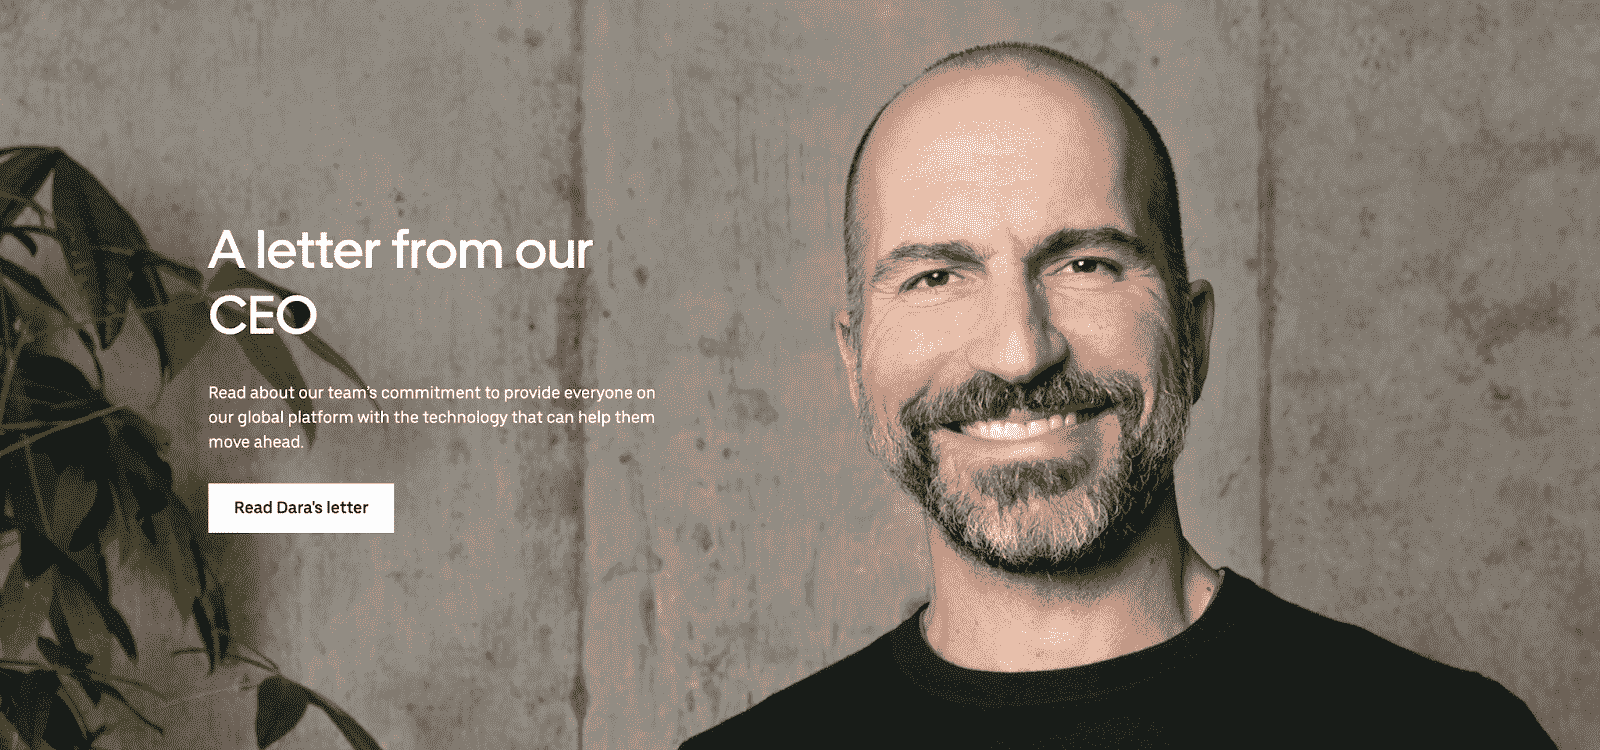 A letter from our
CEO
Read about our team's commitment to provide everyone on
our global platform with the technology that can help them
move ahead.
Read Dara's letter